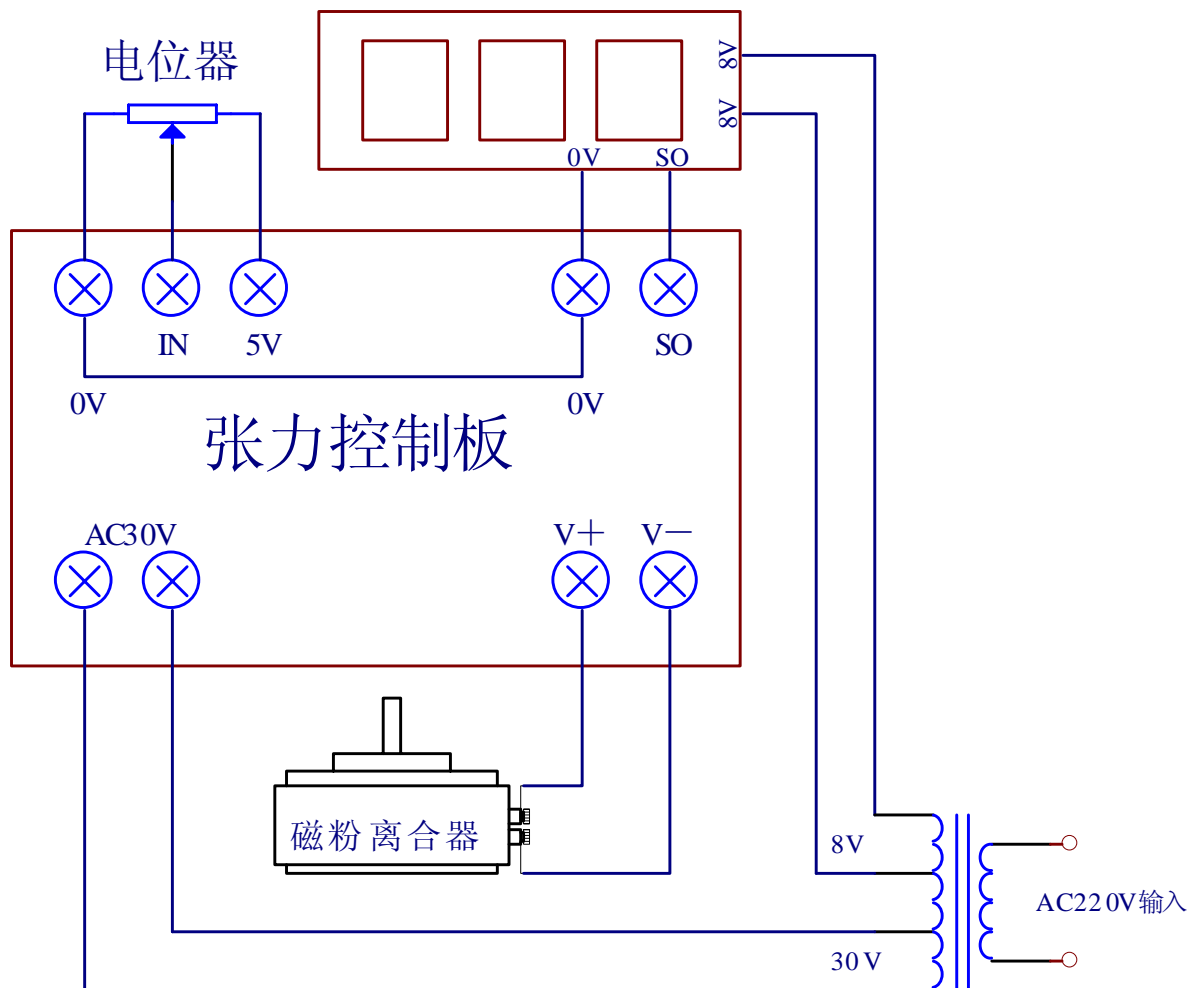 电位器
8V
8V
0V SO
IN 5V SO
0V 0V
张力控制板
AC30V V+ V—
磁粉离合器
8V
AC220V输入
30V